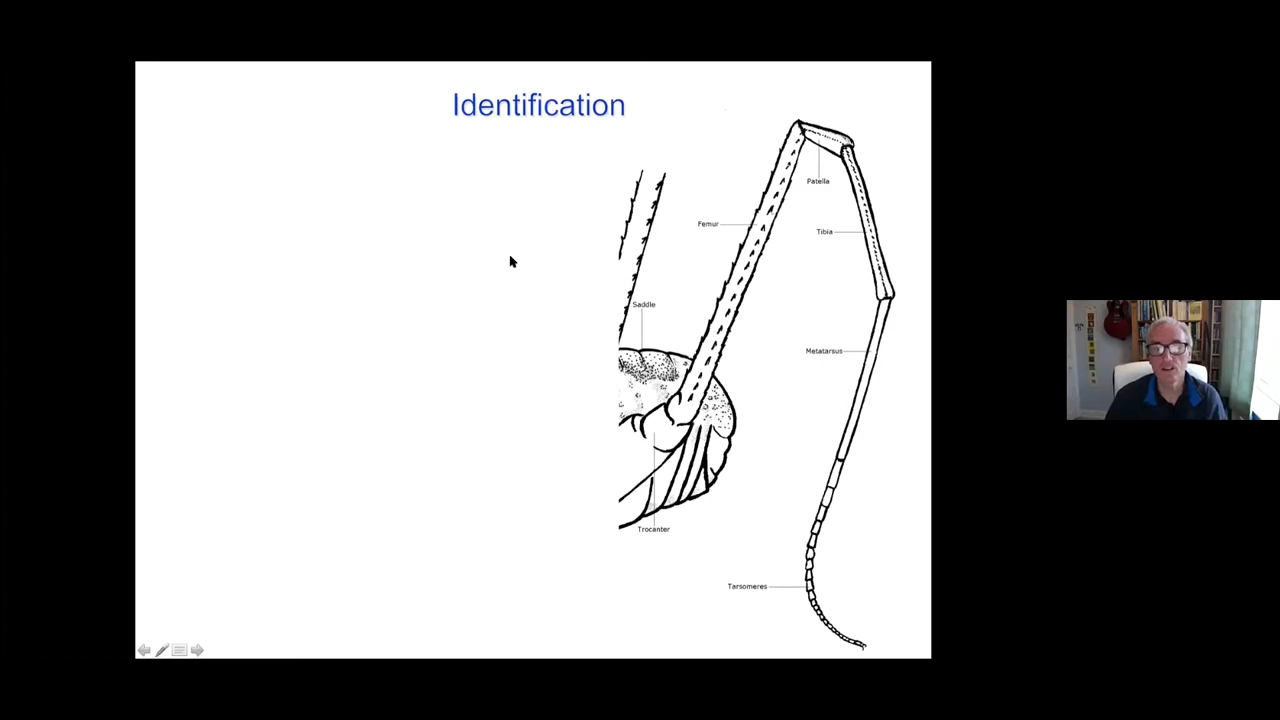 Identification
Patella
Femur
Tibia
Saddle
Metatarsus
Trocanter
Tarsomeres